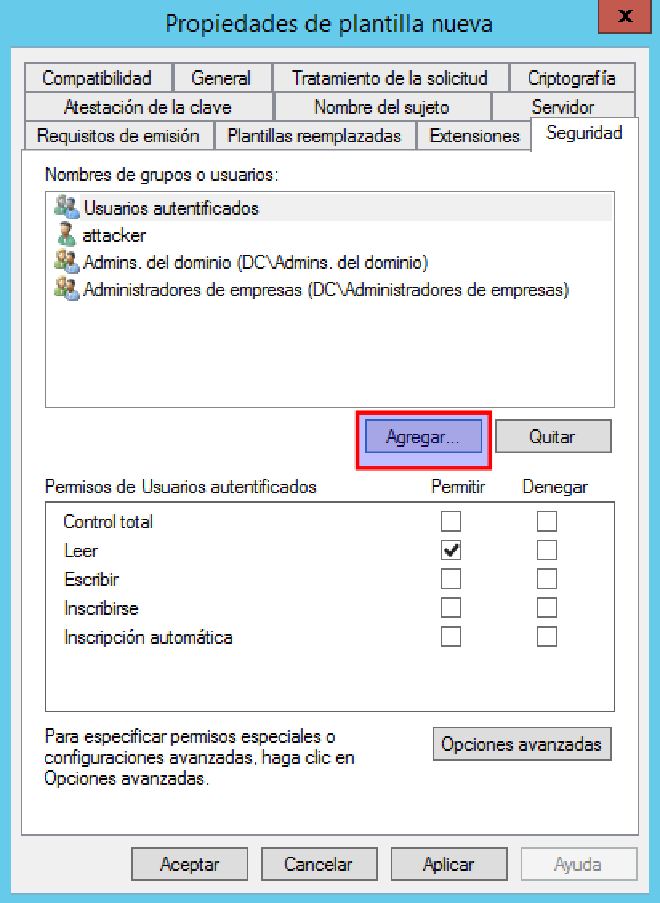 Propiedades de plantilla nueva
x
Compatibilidad General Tratamiento de la solicitud Criptografía
Atestación de la clave Nombre del sujeto Servidor
Requisitos de emisión Plantillas reemplazadas Extensiones Seguridad
Nombres de grupos o usuarios:
Usuarios autentificados
attacker
Admins. del dominio (DC\Admins. del dominio)
Administradores de empresas (DC\Administradores de empresas)
Agregar... Quitar
Permisos de Usuarios autentificados Permitir Denegar
Control total
Leer
Escribir
Inscribirse
Inscripción automática
Para especificar permisos especiales o
configuraciones avanzadas, haga clic en
Opciones avanzadas.
Opciones avanzadas
Aceptar Cancelar Aplicar Ayuda